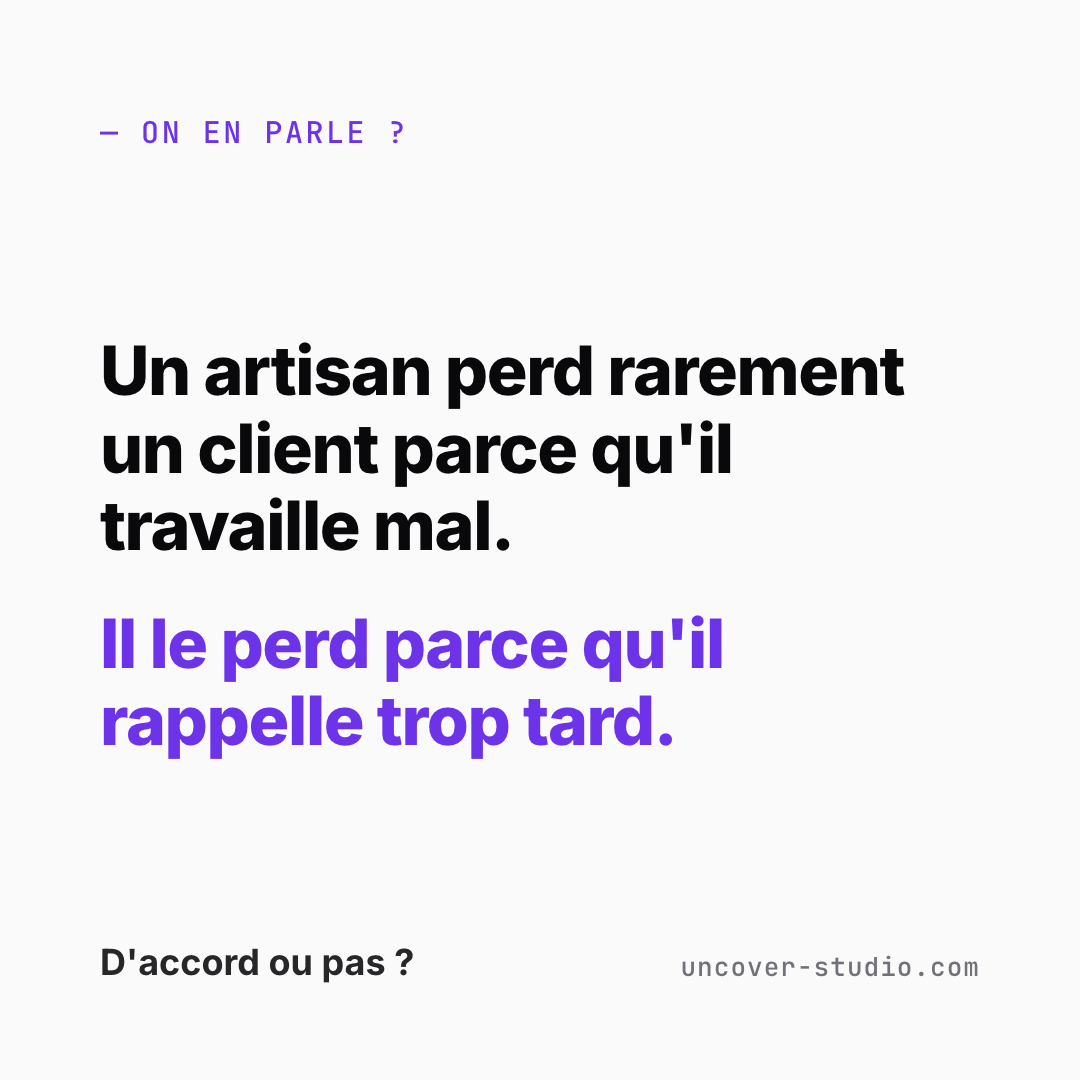 — ON EN PARLE ?
Un artisan perd rarement
un client parce qu'il
travaille mal.
Il le perd parce qu'il
rappelle trop tard.
D'accord ou pas ?
uncover-studio.com